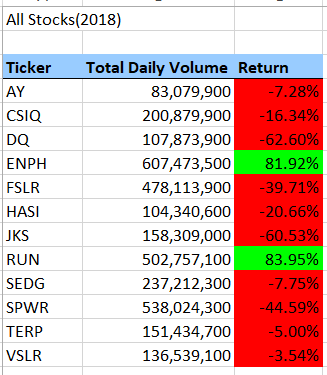 All Stocks(2018)
Ticker Total Daily Volume Return
AY 83,079,900 -7.28%
CSIQ 200,879,900 -16.34%
DQ 107,873,900 -62.60%
ENPH 607,473,500 81.92%
FSLR 478,113,900 -39.71%
HASI 104,340,600 -20.66%
JKS 158,309,000 -60.53%
RUN 502,757,100 83.95%
SEDG 237,212,300 -7.75%
SPWR 538,024,300 -44.59%
TERP 151,434,700 -5.00%
VSLR 136,539,100 -3.54%